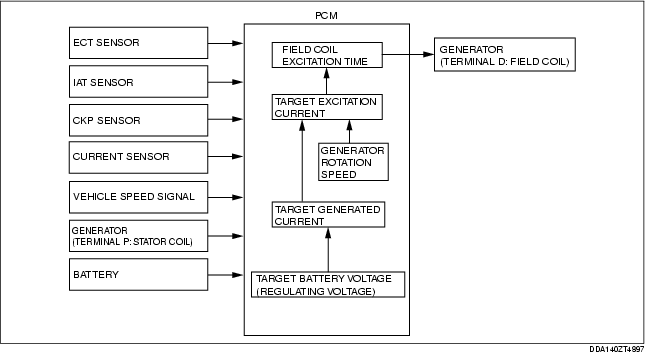 PCM
ECT SENSOR
IAT SENSOR
CKP SENSOR
CURRENT SENSOR
VEHICLE SPEED SIGNAL
GENERATOR
(TERMINAL P: STATOR COIL)
BATTERY
FIELD COIL
EXCITATION TIME
TARGET EXCITATION
CURRENT
GENERATOR
ROTATION
SPEED
TARGET GENERATED
CURRENT
TARGET BATTERY VOLTAGE
(REGULATING VOLTAGE)
GENERATOR
(TERMINAL D: FIELD COIL)
DDA140ZT4897